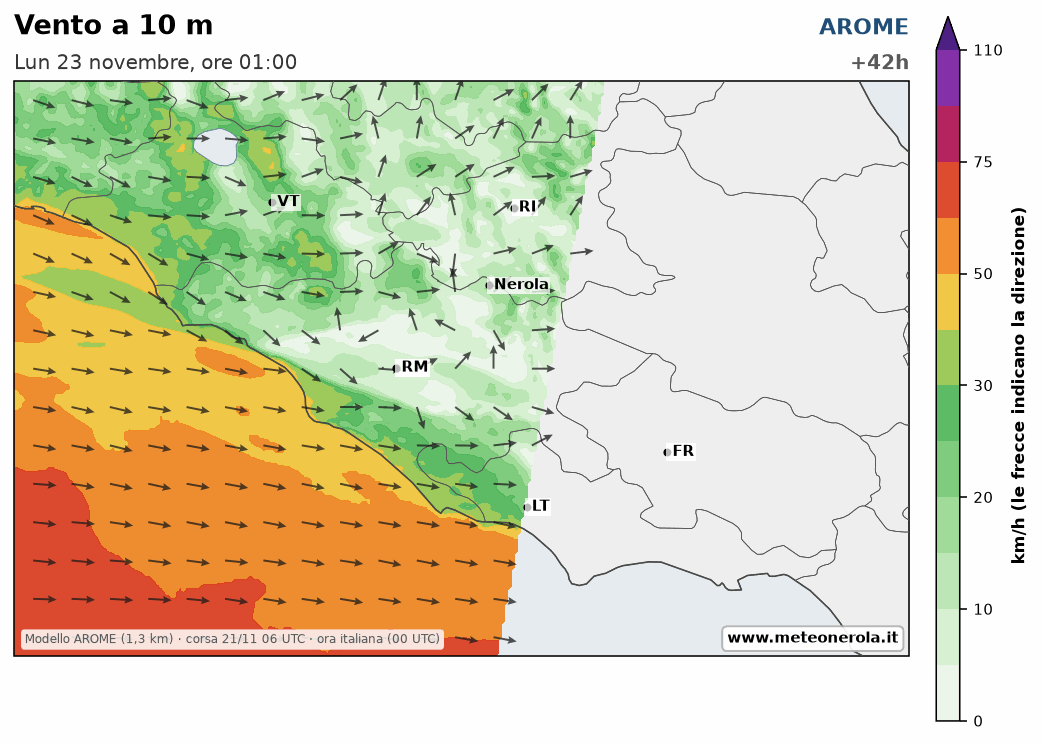 Vento a 10 m
AROME
Lun 23 novembre, ore 01:00
+42h
VT
RI
Nerola
RM
FR
LT
Modello AROME (1,3 km) · corsa 21/11 06 UTC · ora italiana (00 UTC)
www.meteonerola.it
110
75
50
30
20
10
0
km/h (le frecce indicano la direzione)